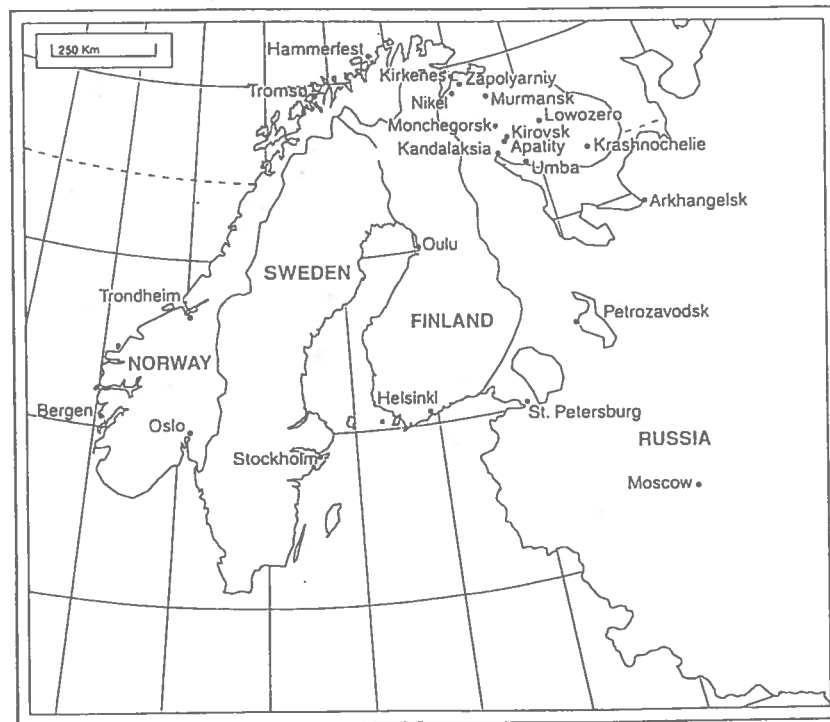 250 Km
Hammerfest
Kirkenes
Zapolyarniy
Tromsø
Nikel
Murmansk
Lowozero
Monchegorsk
Kirovsk
Kandalaksia
Apatity
Krashnochelie
Umba
Arkhangelsk
Oulu
SWEDEN
Trondheim
Petrozavodsk
FINLAND
NORWAY
Helsinki
Bergen
St. Petersburg
Oslo
RUSSIA
Stockholm
Moscow